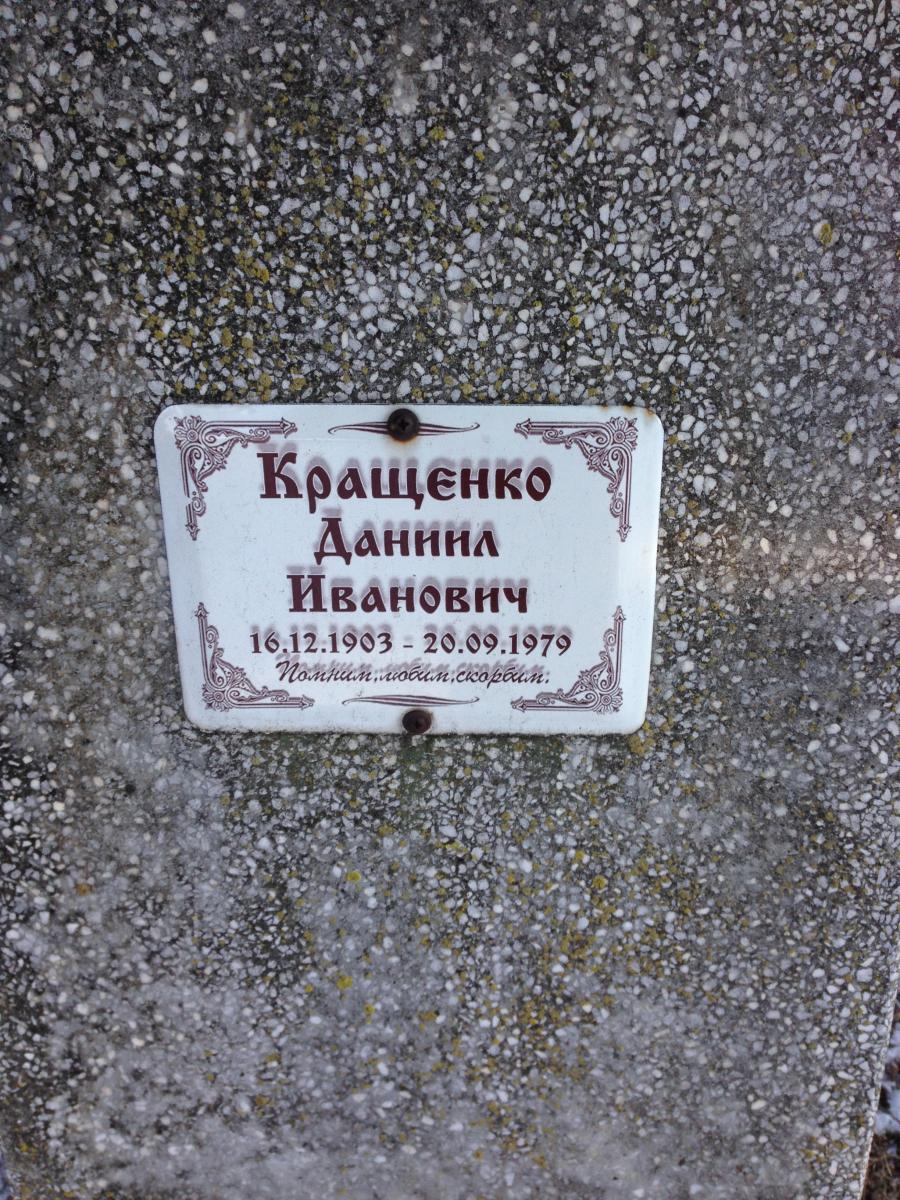 Кращенко
Даниил
Иванович
16.12.1903 - 20.09.1979
Помним, любим, скорбим.